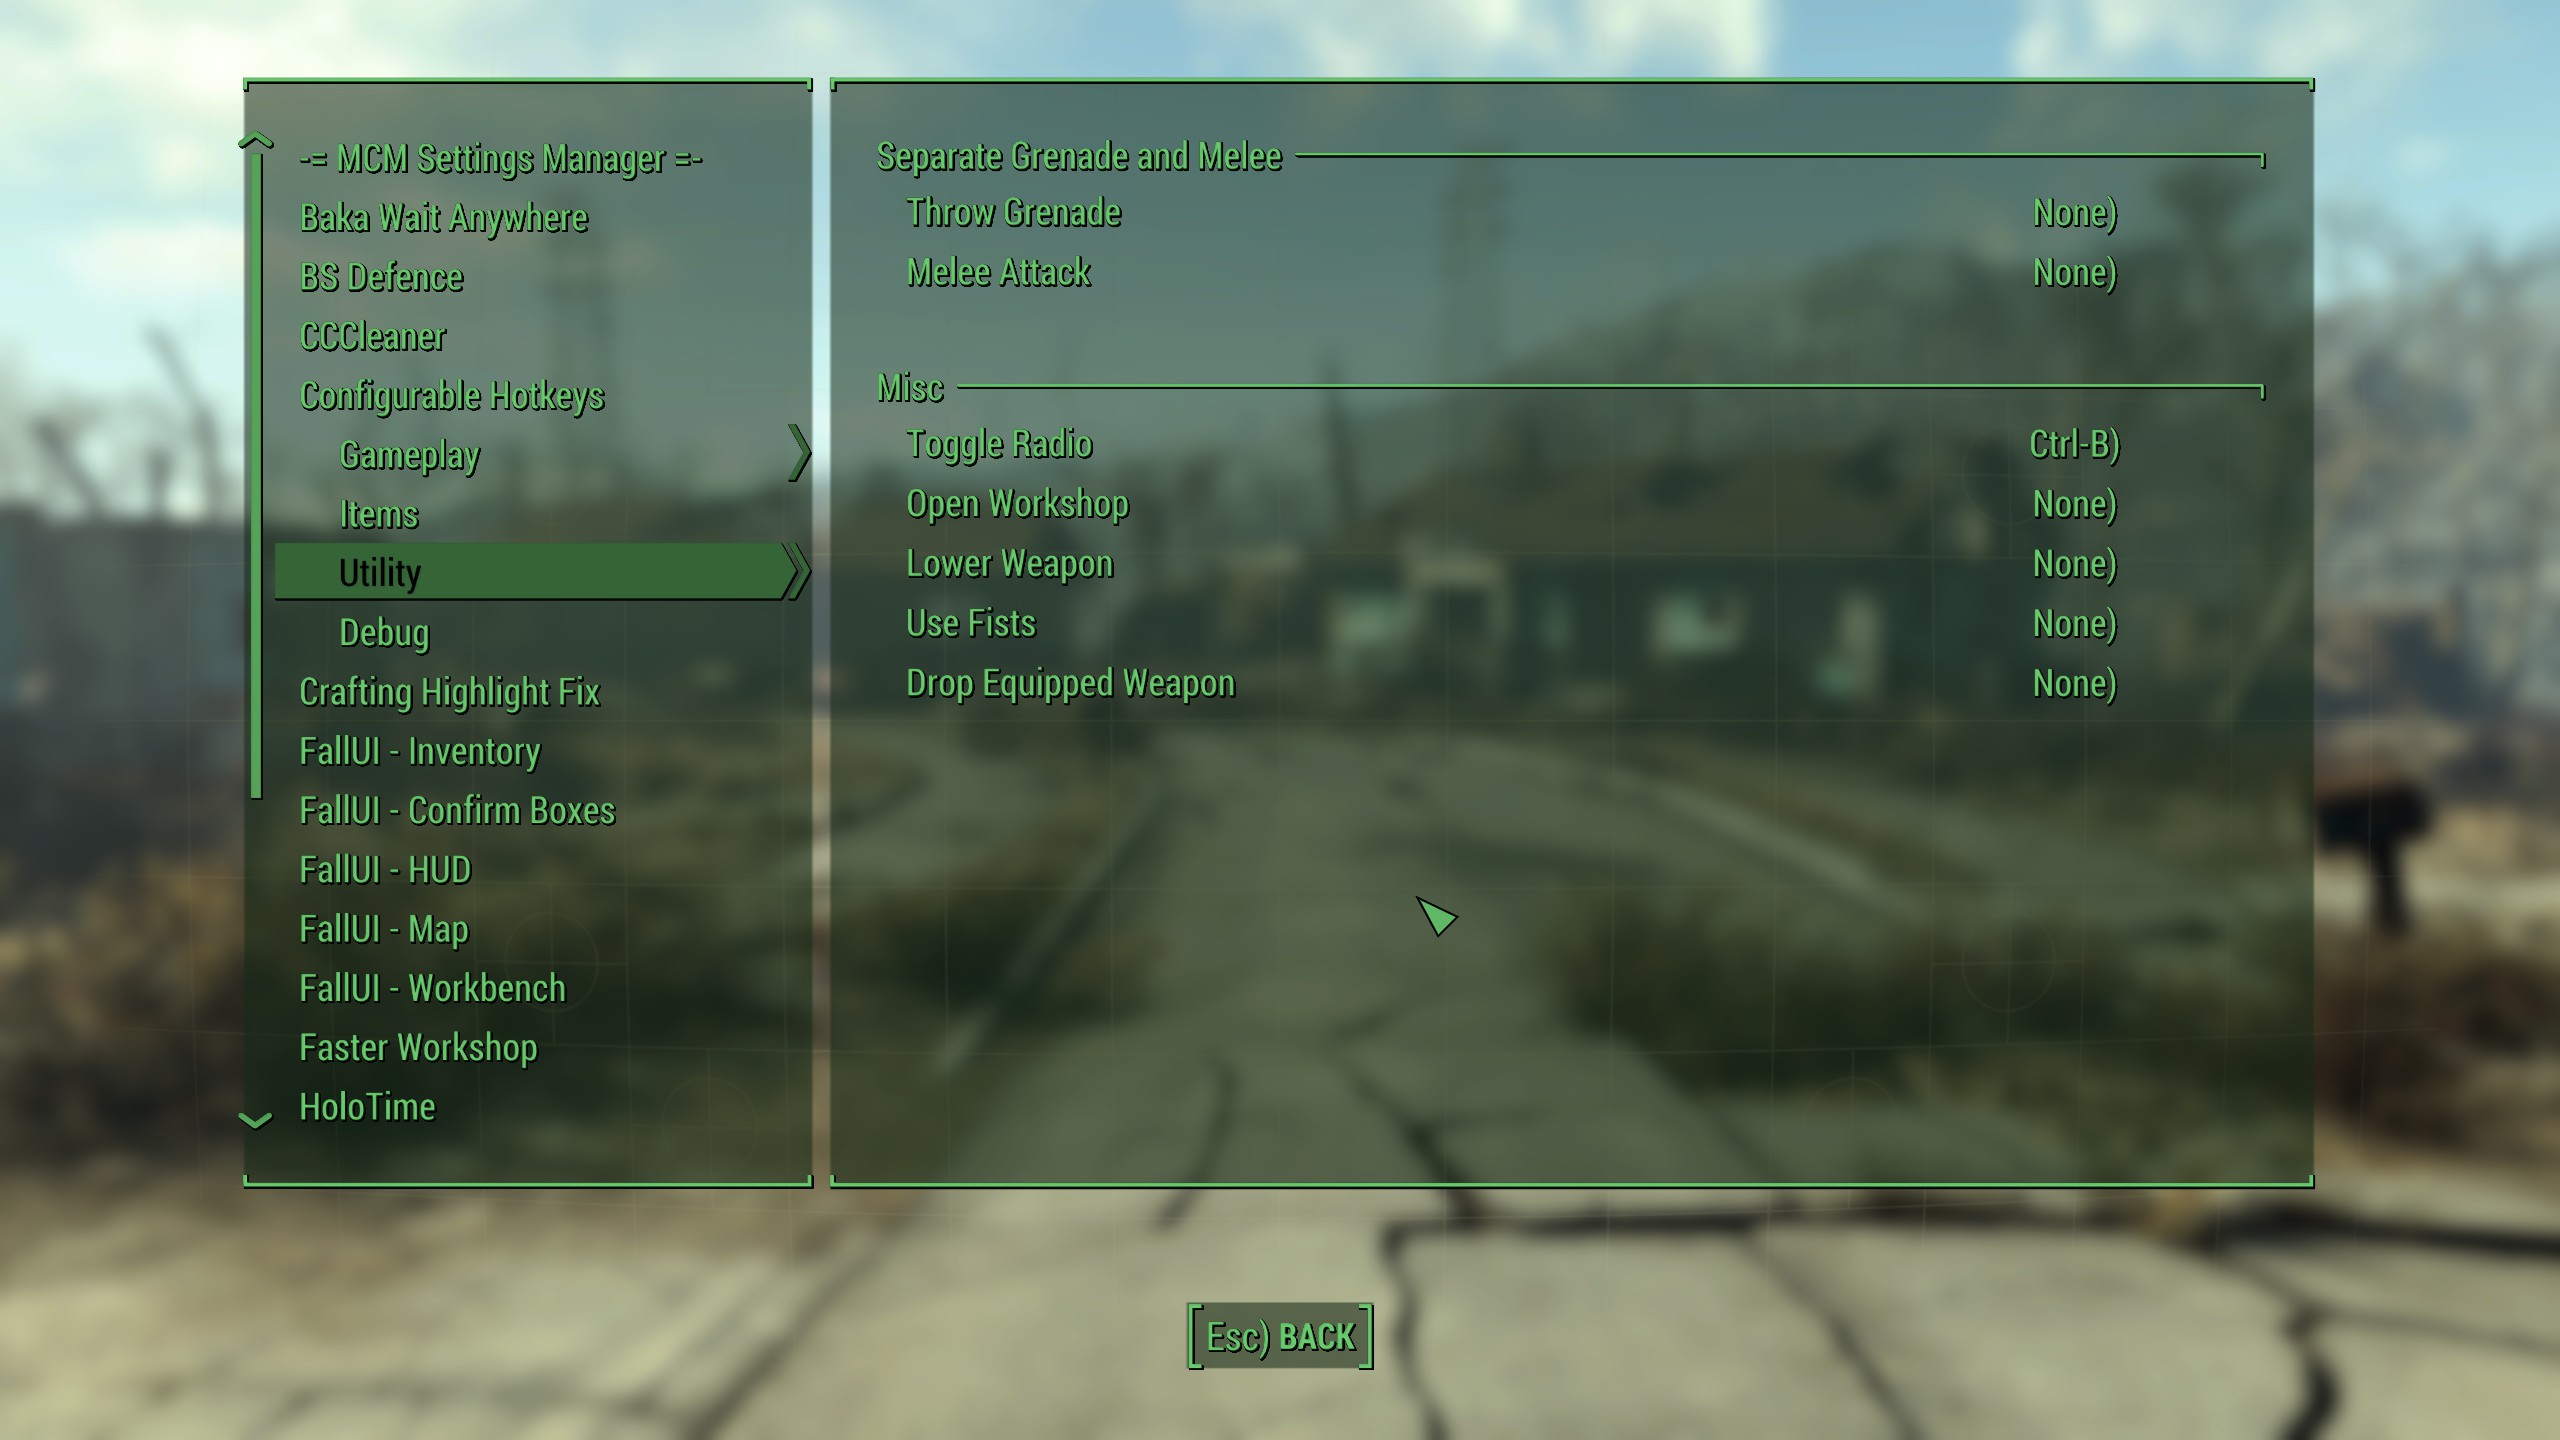 -= MCM Settings Manager =-
Baka Wait Anywhere
BS Defence
CCCleaner
Configurable Hotkeys
Gameplay
Items
Utility
Debug
Crafting Highlight Fix
FallUI - Inventory
FallUI - Confirm Boxes
FallUI - HUD
FallUI - Map
FallUI - Workbench
Faster Workshop
HoloTime
Separate Grenade and Melee
Throw Grenade None)
Melee Attack None)
Misc
Toggle Radio Ctrl-B)
Open Workshop None)
Lower Weapon None)
Use Fists None)
Drop Equipped Weapon None)
Esc) BACK